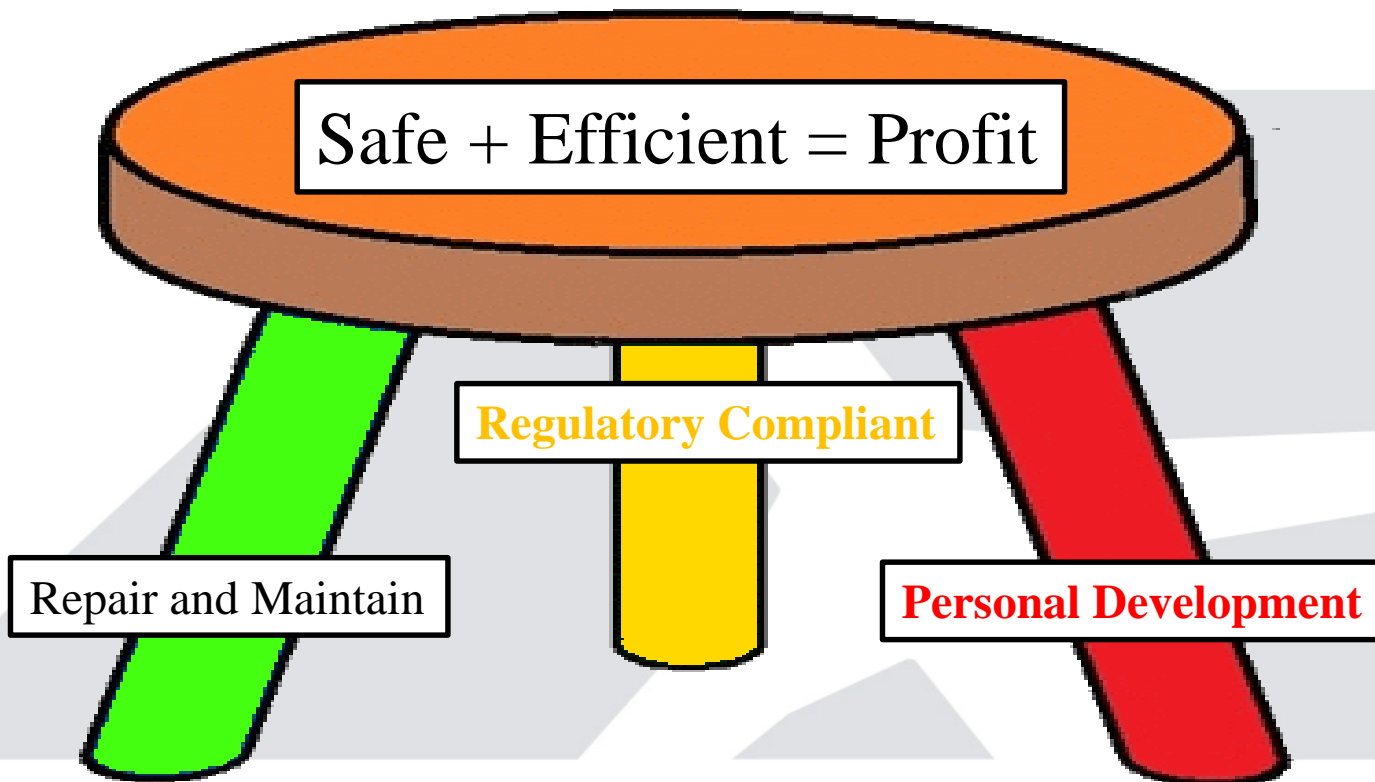 Safe + Efficient = Profit
Regulatory Compliant
Repair and Maintain
Personal Development